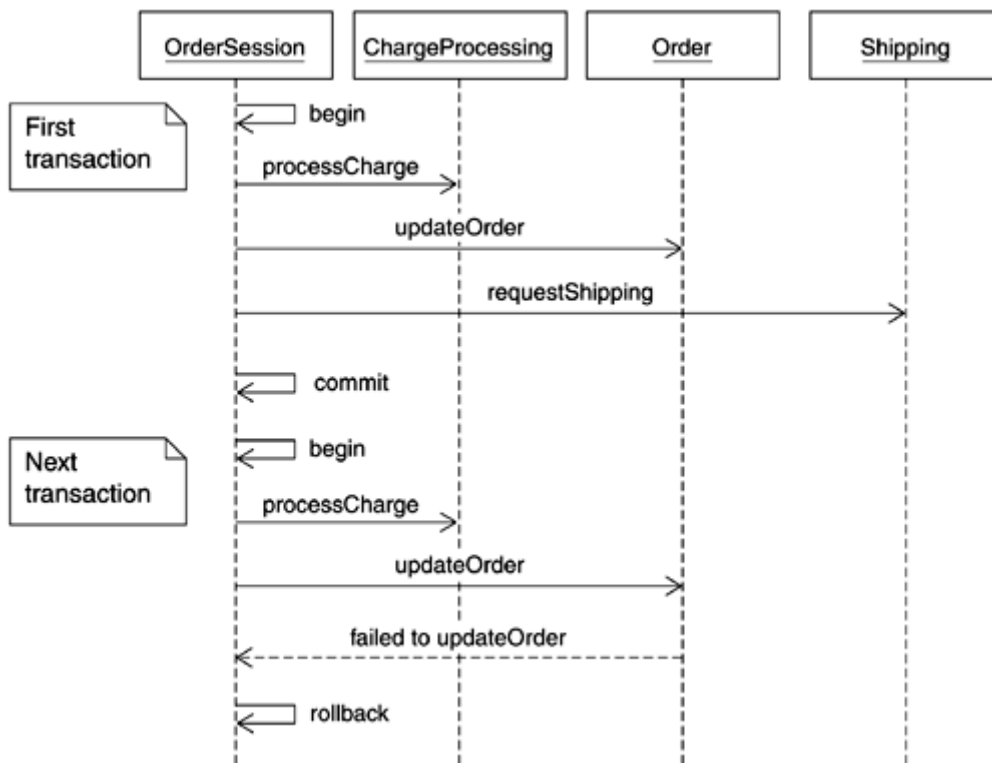 OrderSession
ChargeProcessing
Order
Shipping
First
transaction
begin
processCharge
updateOrder
requestShipping
commit
Next
transaction
begin
processCharge
updateOrder
failed to updateOrder
rollback